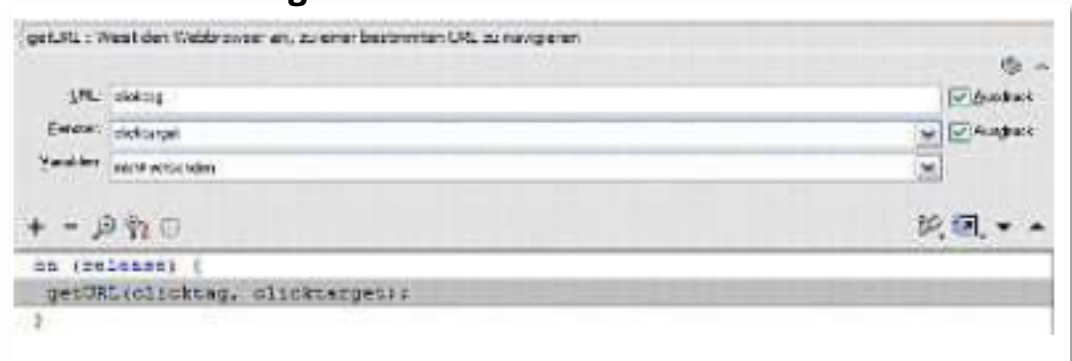 getURL : Weist den Webbrowser an, zu einer bestimmten URL zu navigieren
URL: clicktag
Ausdruck
Fenster: clicktarget
Ausdruck
Variablen: nicht versenden
on (release) {
getURL(clicktag, clicktarget);
}